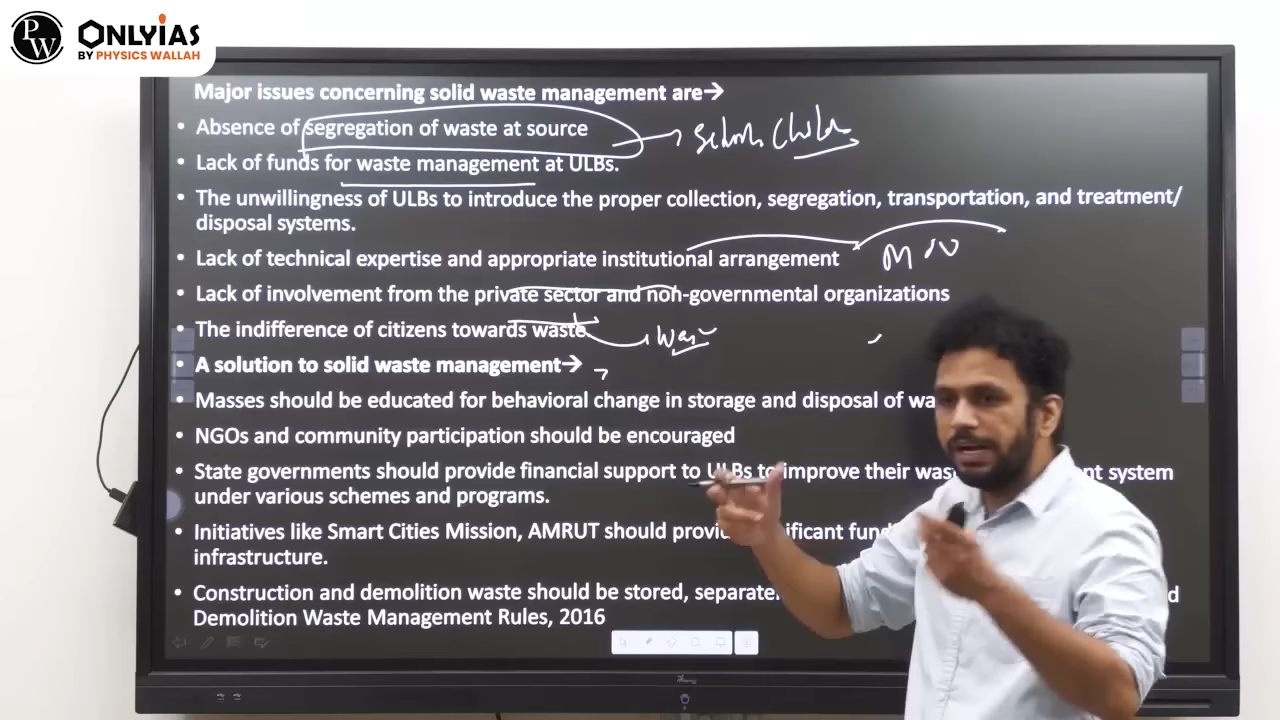 PW
ONLYIAS
BY PHYSICS WALLAH
Major issues concerning solid waste management are→
• Absence of segregation of waste at source
• Lack of funds for waste management at ULBs.
• The unwillingness of ULBs to introduce the proper collection, segregation, transportation, and treatment/
disposal systems.
• Lack of technical expertise and appropriate institutional arrangement
• Lack of involvement from the private sector and non-governmental organizations
• The indifference of citizens towards waste
• A solution to solid waste management→
• Masses should be educated for behavioral change in storage and disposal of
• NGOs and community participation should be encouraged
• State governments should provide financial support to ULBs to improve their system
under various schemes and programs.
• Initiatives like Smart Cities Mission, AMRUT should
infrastructure.
• Construction and demolition waste should be stored,
Demolition Waste Management Rules, 2016